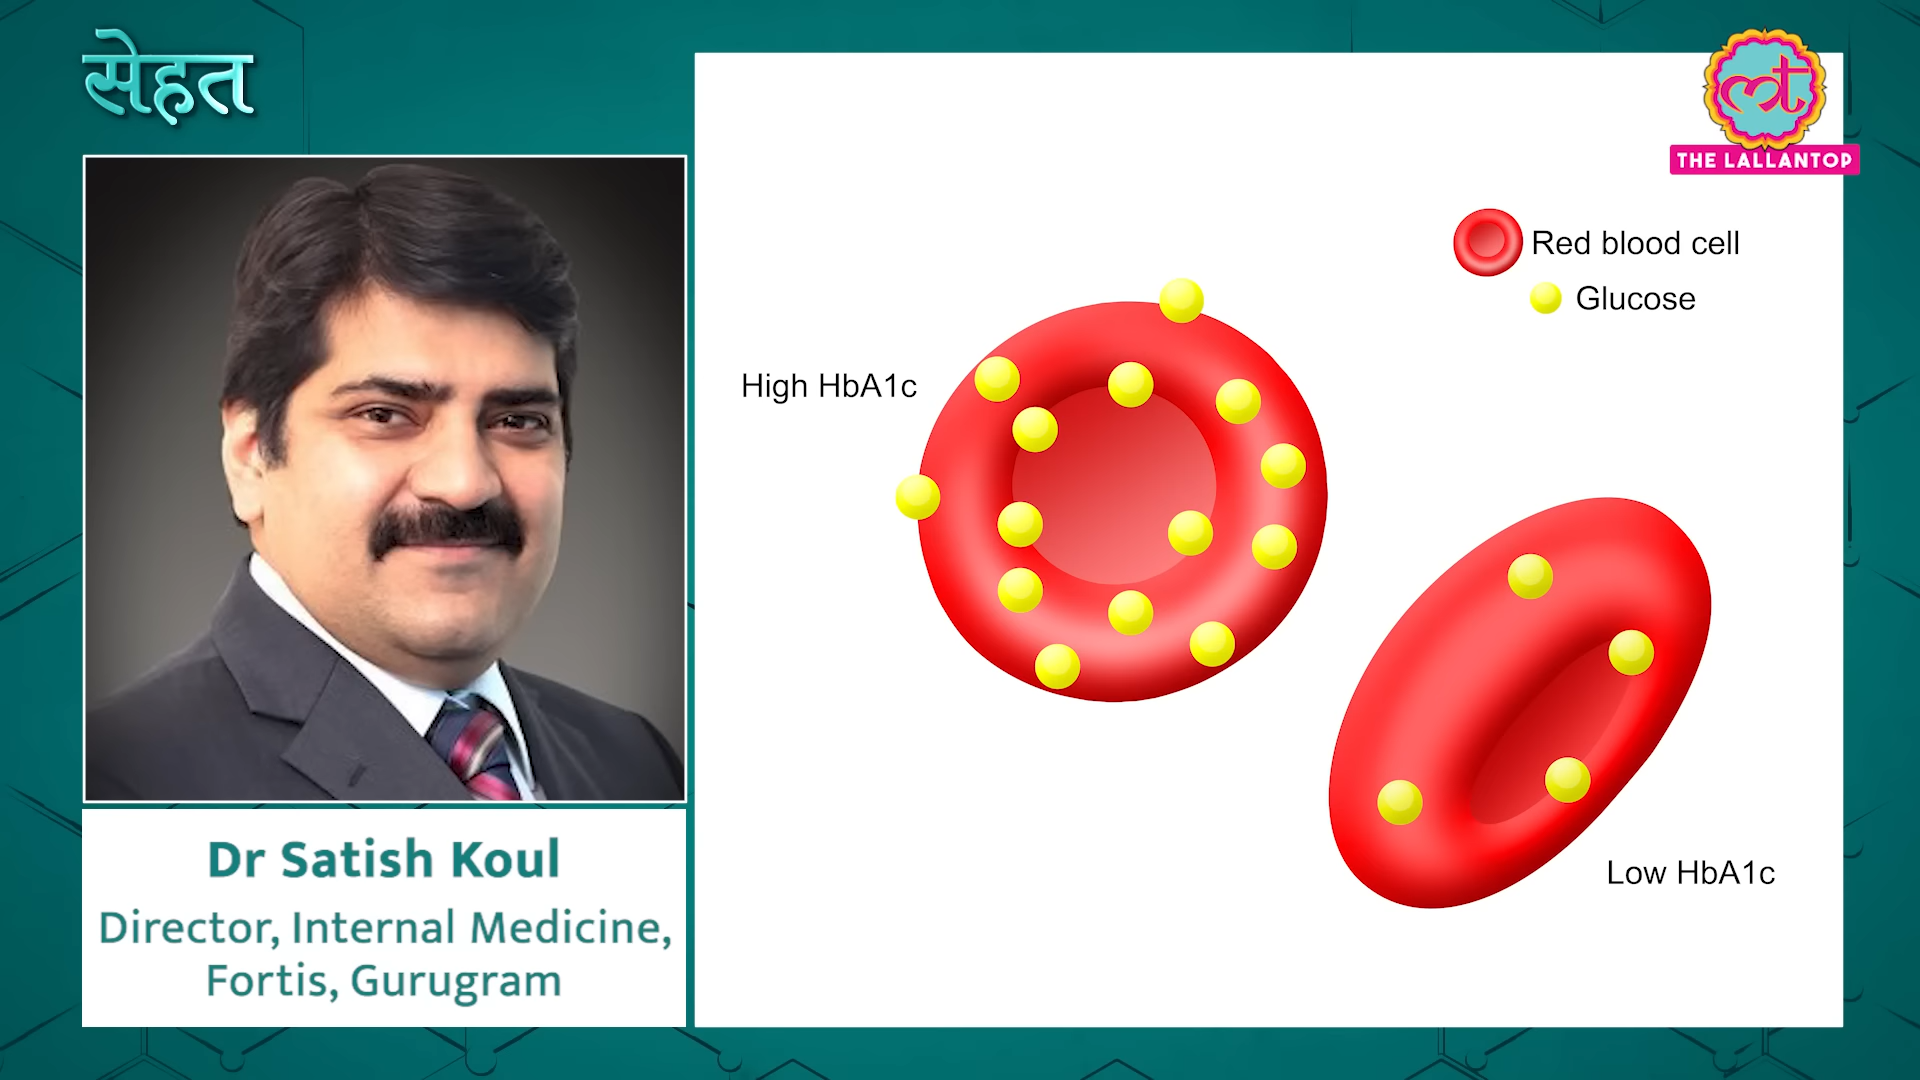 सेहत
THE LALLANTOP
Red blood cell
Glucose
High HbA1c
Low HbA1c
Dr Satish Koul
Director, Internal Medicine,
Fortis, Gurugram